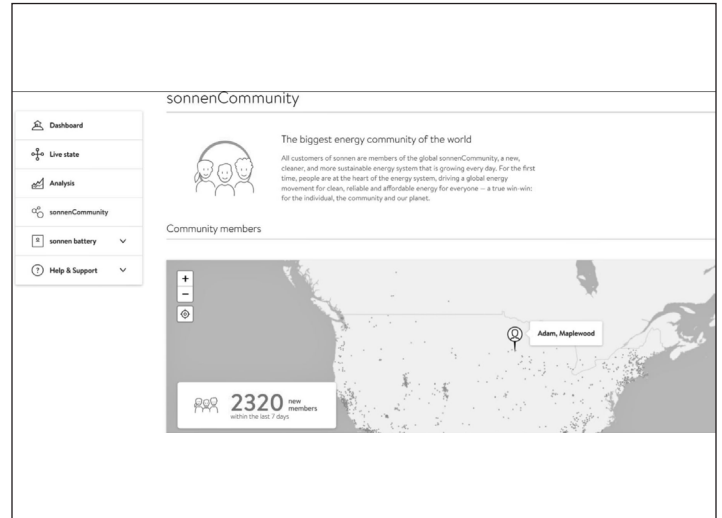 sonnenCommunity
Dashboard
Live state
Analysis
sonnenCommunity
sonnen battery
Help & Support
The biggest energy community of the world
All customers of sonnen are members of the global sonnenCommunity, a new,
cleaner, and more sustainable energy system that is growing every day. For the first
time, people are at the heart of the energy system, driving a global energy
movement for clean, reliable and affordable energy for everyone — a true win-win:
for the individual, the community and our planet.
Community members
+
−
Adam, Maplewood
2320 new members
within the last 7 days